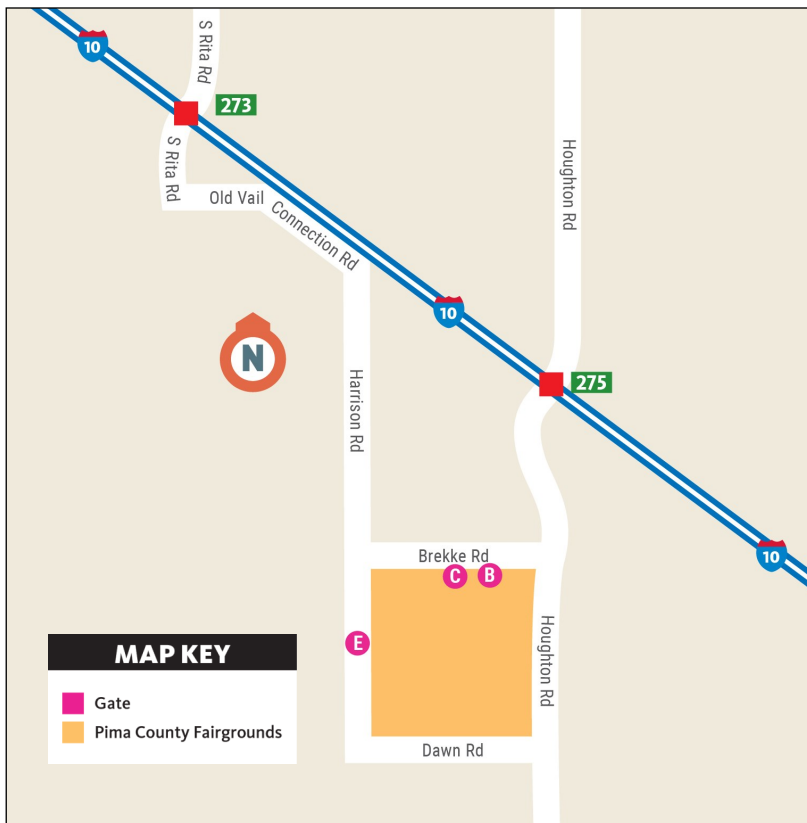 10
S Rita Rd
273
S Rita Rd
Old Vail
Connection Rd
Houghton Rd
10
N
Harrison Rd
275
10
Brekke Rd
C
B
E
Houghton Rd
MAP KEY
Gate
Pima County Fairgrounds
Dawn Rd